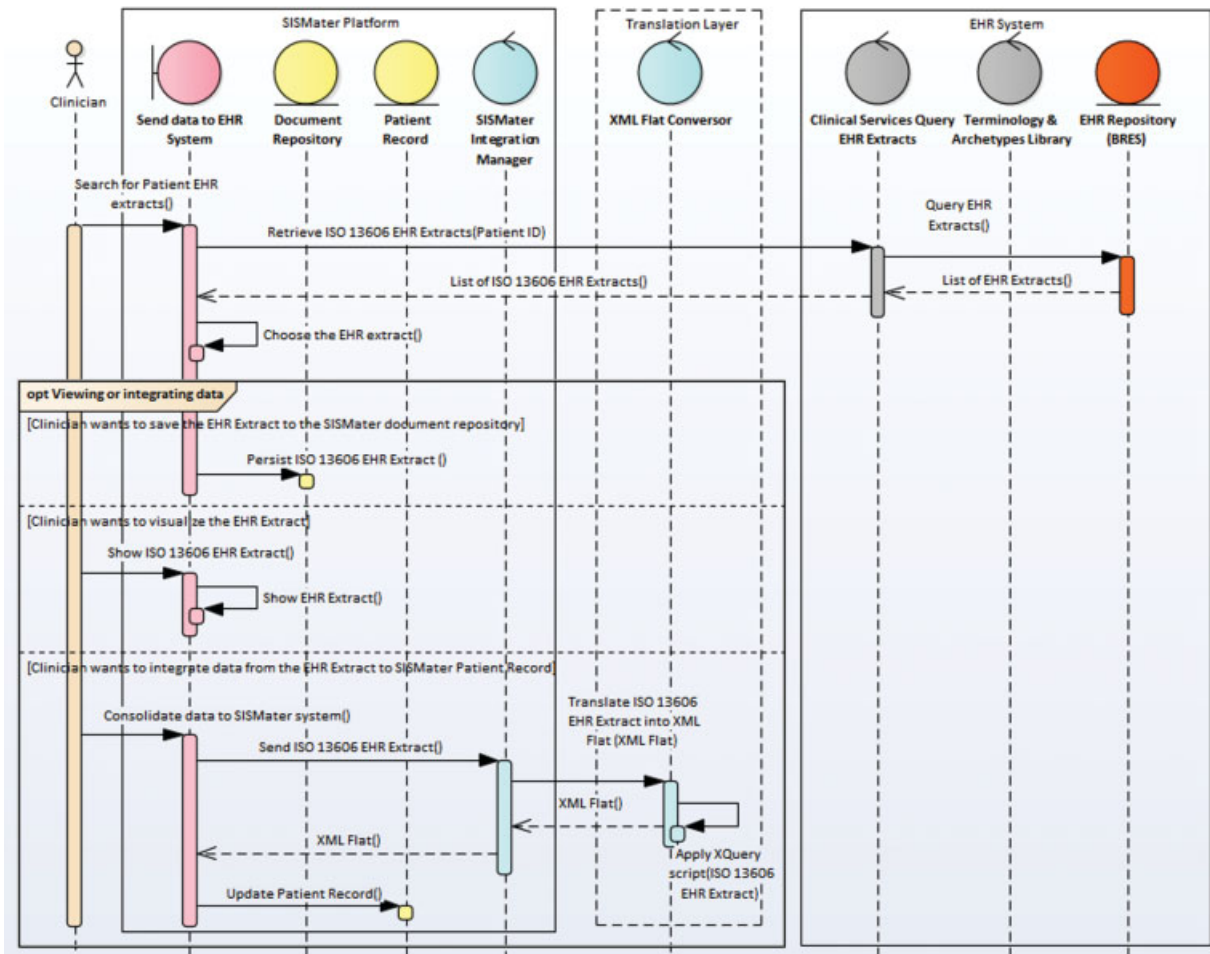 SISMater Platform
Translation Layer
EHR System
Clinician
Send data to EHR
System
Document
Repository
Patient
Record
SISMater
Integration
Manager
XML Flat Conversor
Clinical Services Query
EHR Extracts
Terminology &
Archetypes Library
EHR Repository
(BRES)
Search for Patient EHR
extracts()
Retrieve ISO 13606 EHR Extracts(Patient ID)
Query EHR
Extracts()
List of ISO 13606 EHR Extracts()
List of EHR Extracts()
Choose the EHR extract()
opt Viewing or integrating data
[Clinician wants to save the EHR Extract to the SISMater document repository]
Persist ISO 13606 EHR Extract ()
[Clinician wants to visualize the EHR Extract]
Show ISO 13606 EHR Extract()
Show EHR Extract()
[Clinician wants to integrate data from the EHR Extract to SISMater Patient Record]
Consolidate data to SISMater system()
Translate ISO 13606
EHR Extract into XML
Flat (XML Flat)
Send ISO 13606 EHR Extract()
XML Flat()
XML Flat()
Apply XQuery
script(ISO 13606
EHR Extract)
Update Patient Record()